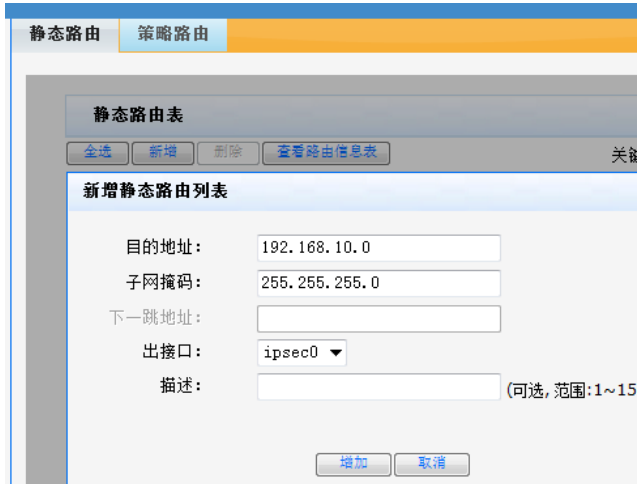 静态路由 策略路由
静态路由表
全选 新增 删除 查看路由信息表 关键
新增静态路由列表
目的地址: 192.168.10.0
子网掩码: 255.255.255.0
下一跳地址:
出接口: ipsec0
描述: (可选,范围:1~15
增加 取消